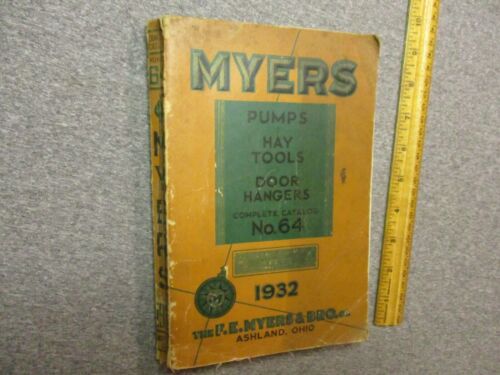 MYERS
PUMPS
HAY
TOOLS
DOOR
HANGERS
COMPLETE CATALOG
No. 64
1932
THE F. E. MYERS & BRO. Co.
ASHLAND, OHIO
MYERS